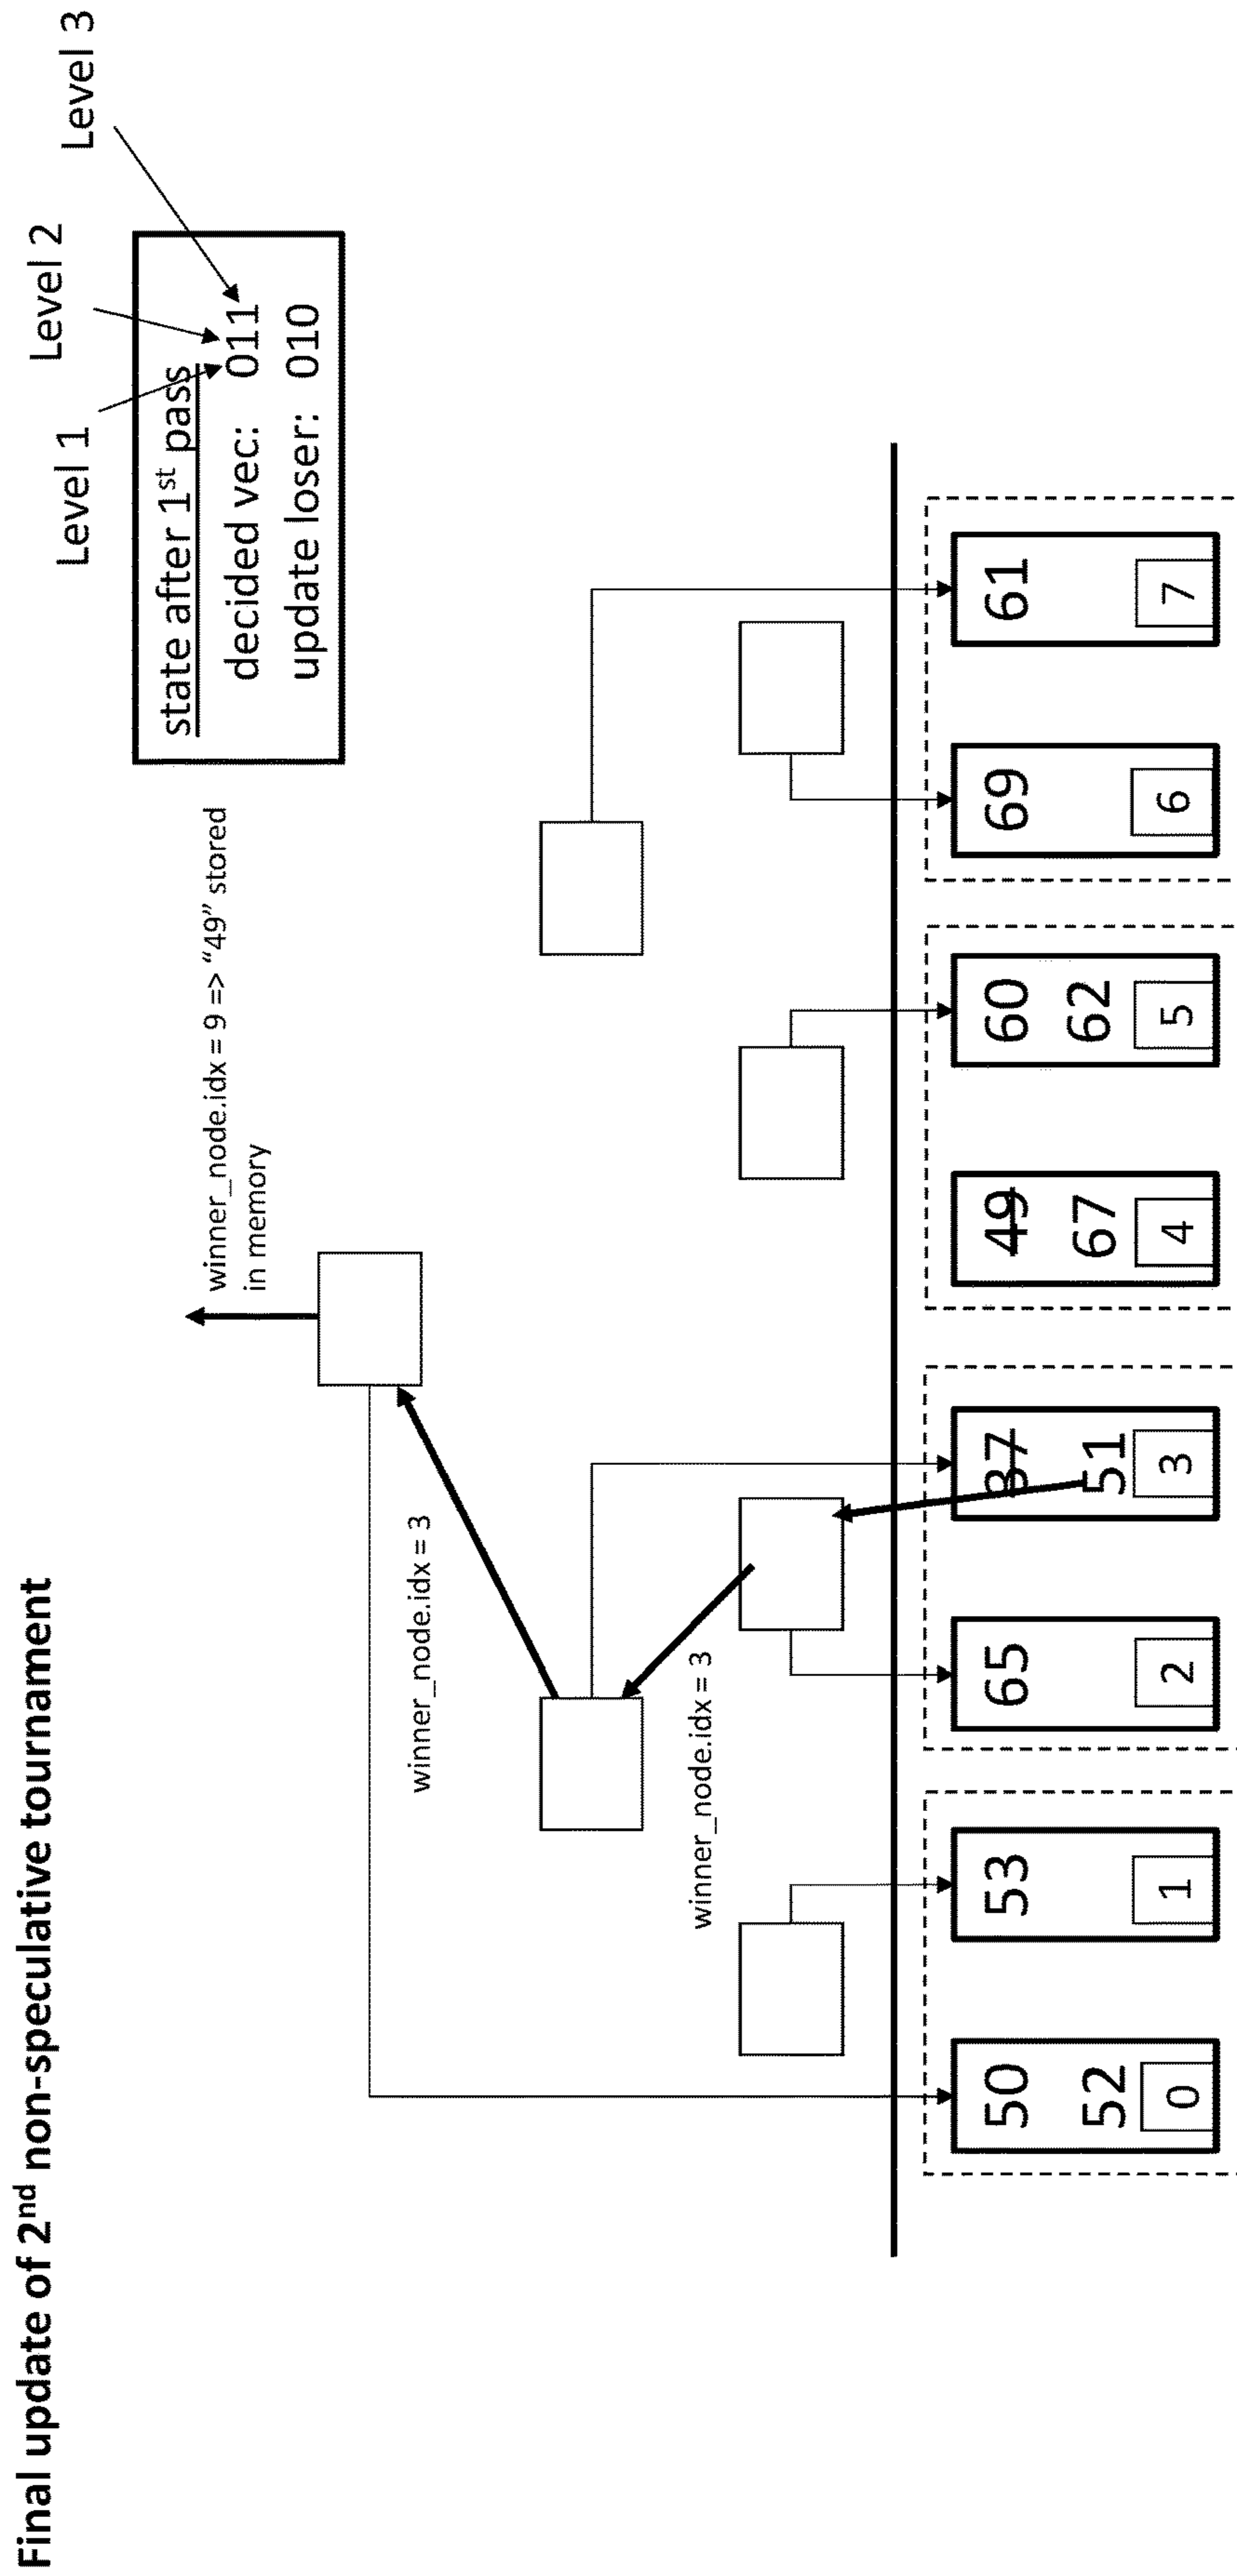 Final update of 2nd non-speculative tournament
Level 1
Level 2
Level 3
state after 1st pass
decided vec: 011
update loser: 010
winner_node.idx = 9 => “49” stored
in memory
winner_node.idx = 3
winner_node.idx = 3
50
52
0
53
1
65
2
37
51
3
49
67
4
60
62
5
69
6
61
7